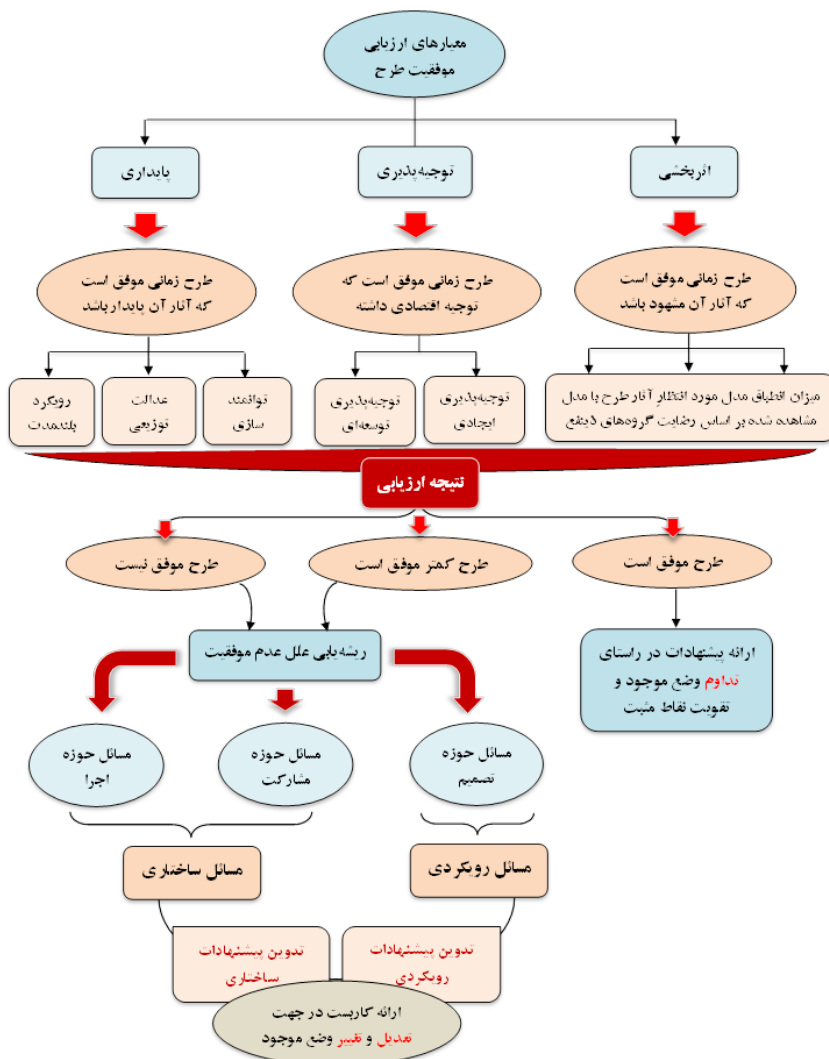 معیارهای ارزیابی
موفقیت طرح
اثربخشی
توجیه‌پذیری
پایداری
طرح زمانی موفق است
که آثار آن مشهود باشد
طرح زمانی موفق است که
توجیه اقتصادی داشته
طرح زمانی موفق است
که آثار آن پایدار باشد
میزان انطباق مدل مورد انتظار آثار طرح با مدل
مشاهده شده بر اساس رضایت گروه‌های ذینفع
توجیه‌پذیری
ایجادی
توجیه‌پذیری
توسعه‌ای
توانمند
سازی
عدالت
توزیعی
رویکرد
بلندمدت
نتیجه ارزیابی
طرح موفق است
طرح کمتر موفق است
طرح موفق نیست
ارائه پیشنهادات در راستای
تداوم وضع موجود و
تقویت نقاط مثبت
ریشه‌یابی علل عدم موفقیت
مسائل حوزه
تصمیم
مسائل حوزه
مشارکت
مسائل حوزه
اجرا
مسائل رویکردی
مسائل ساختاری
تدوین پیشنهادات
رویکردی
تدوین پیشنهادات
ساختاری
ارائه کاربست در جهت
تعدیل و تغییر وضع موجود